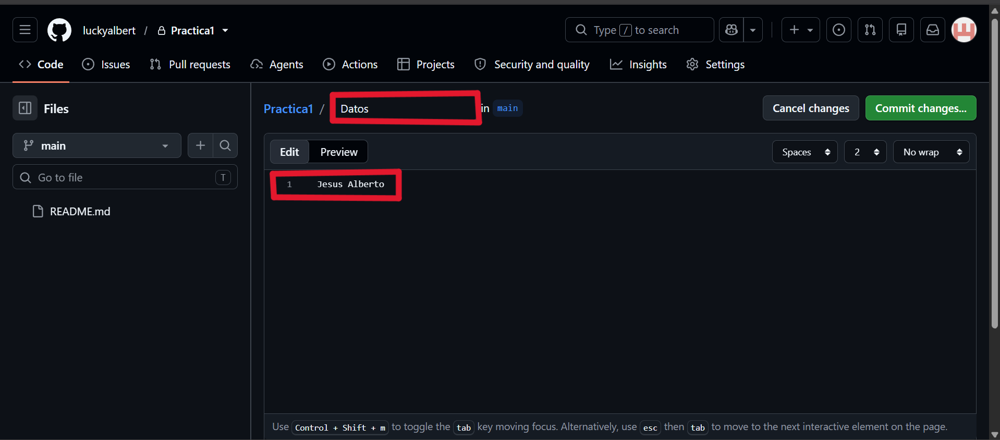 luckyalbert / Practica1
Type / to search
Code Issues Pull requests Agents Actions Projects Security and quality Insights Settings
Files
main
Go to file T
README.md
Practica1 / Datos in main
Cancel changes Commit changes...
Edit Preview
Spaces 2 No wrap
1 Jesus Alberto
Use Control + Shift + m to toggle the tab key moving focus. Alternatively, use esc then tab to move to the next interactive element on the page.